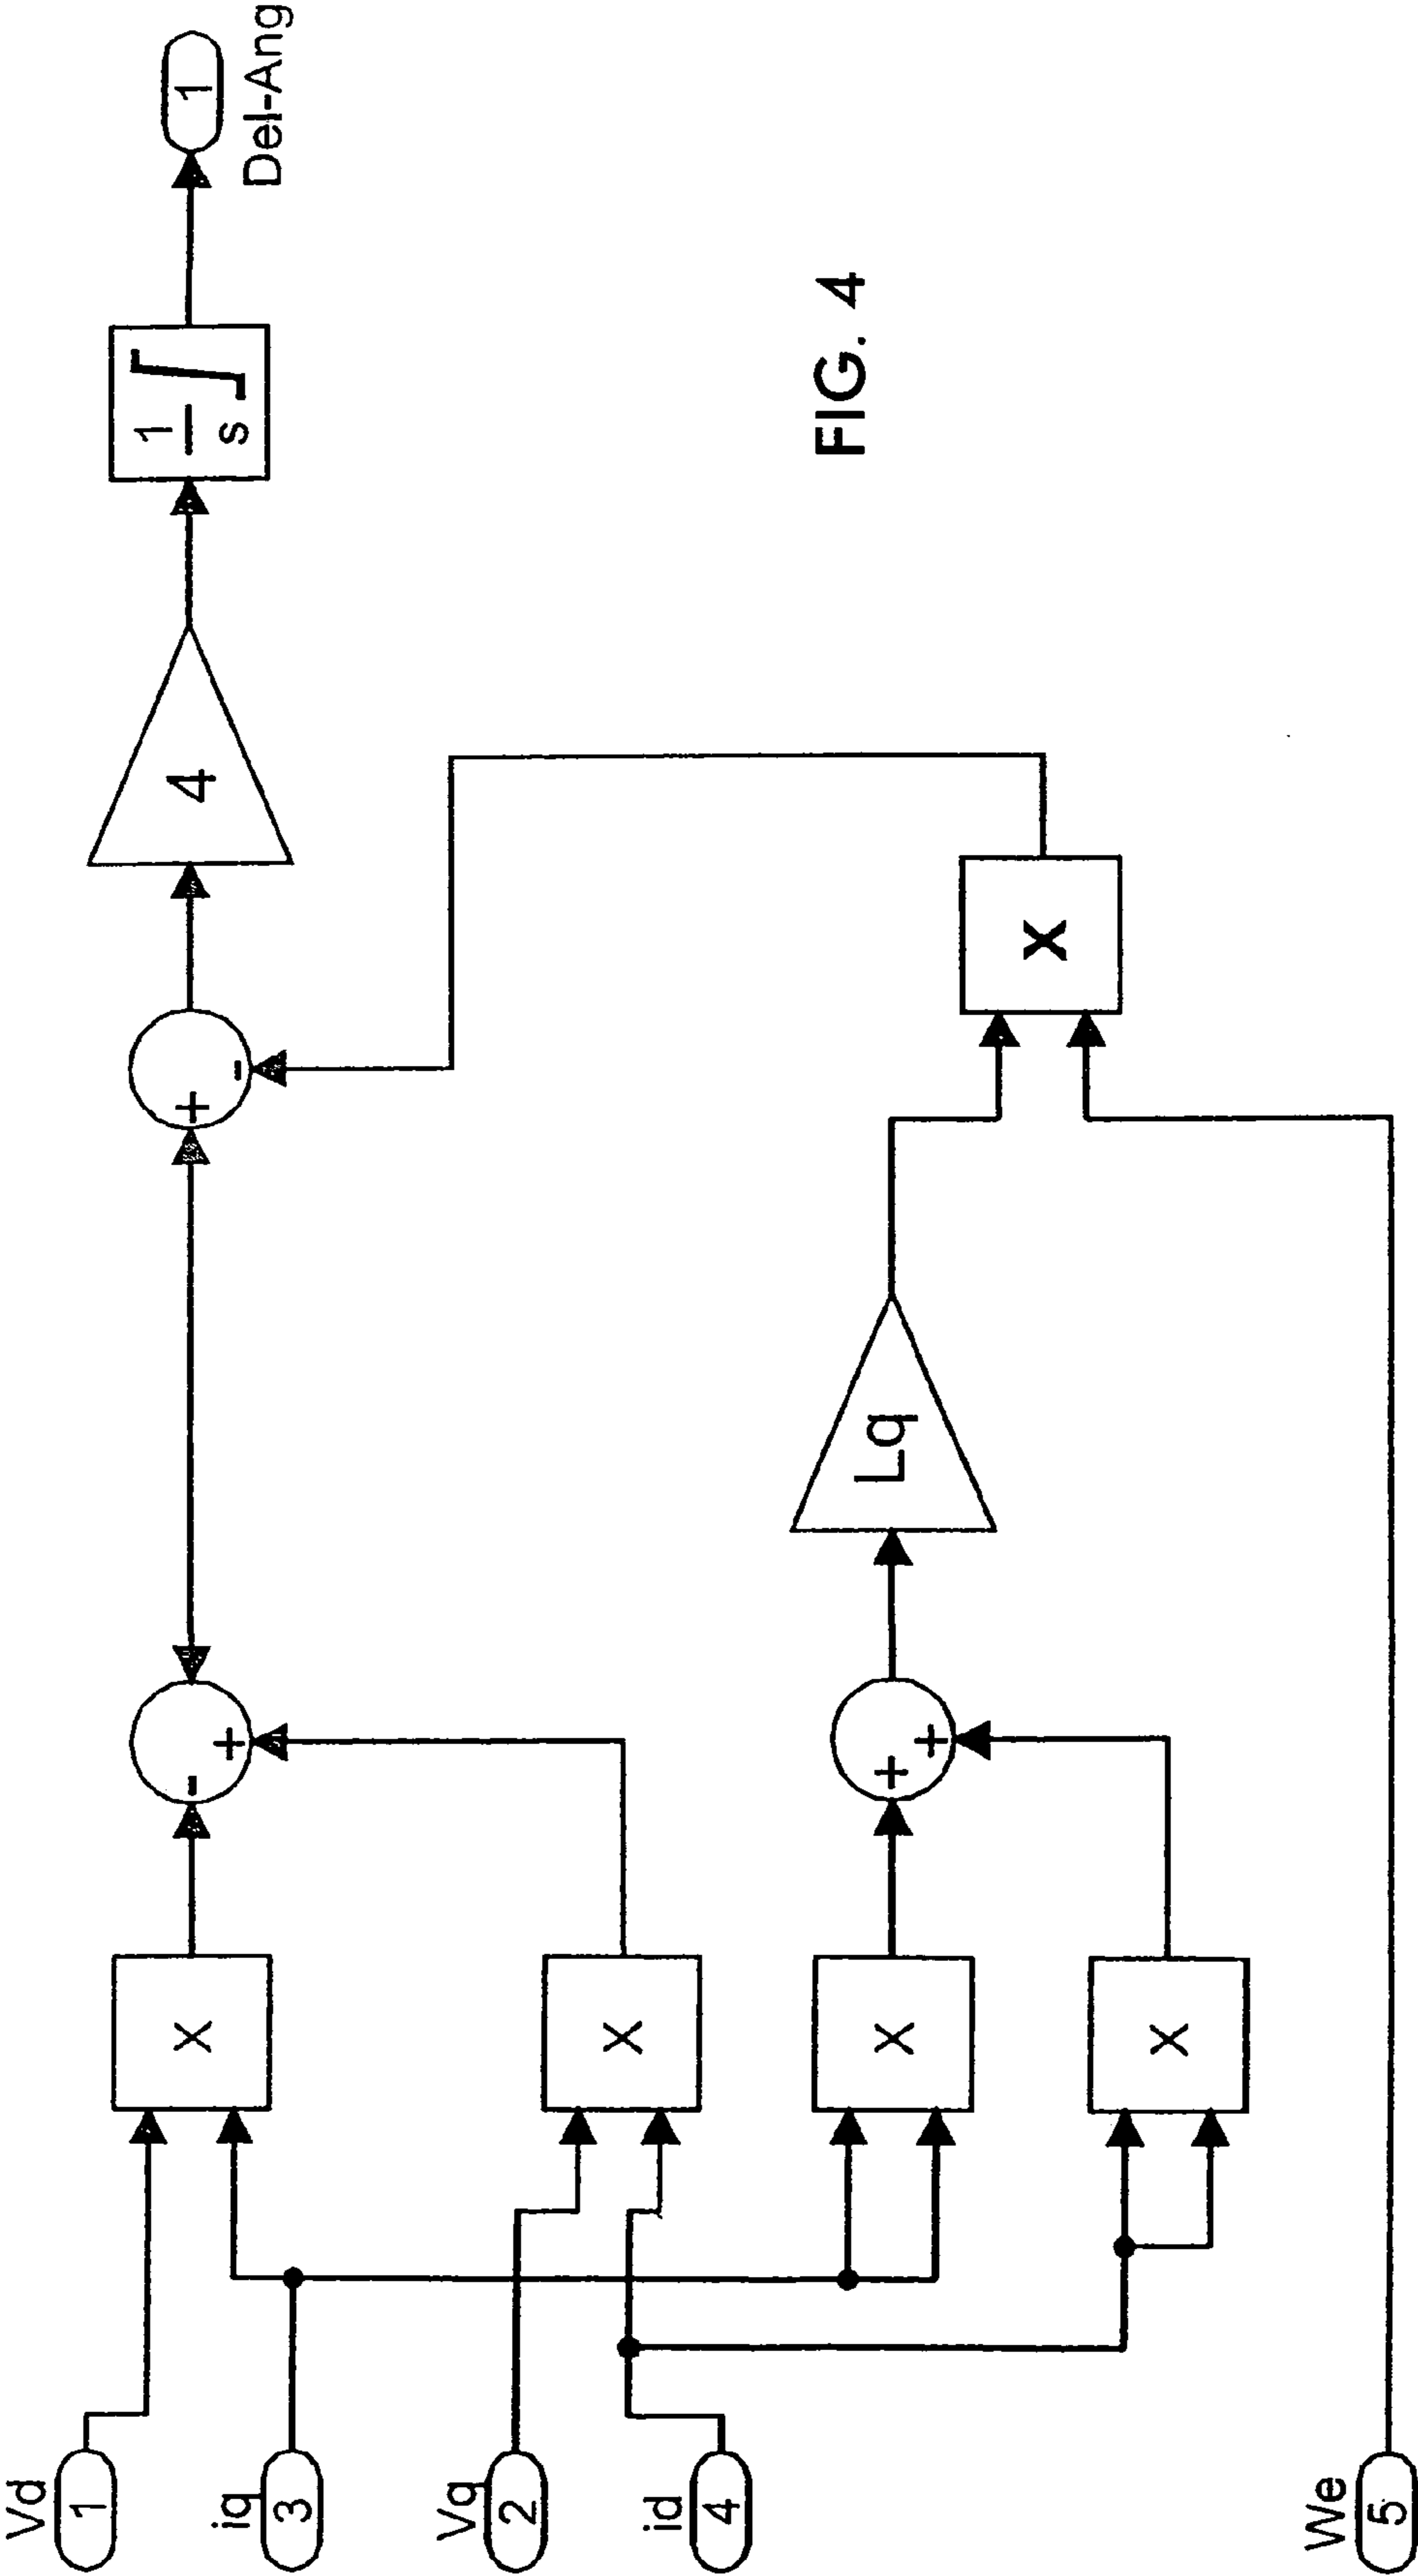 Vd
1
iq
3
Vq
2
id
4
We
5
X
X
X
X
-
+
+
+
Lq
X
+
-
4
1
s
1
Del-Ang
FIG. 4